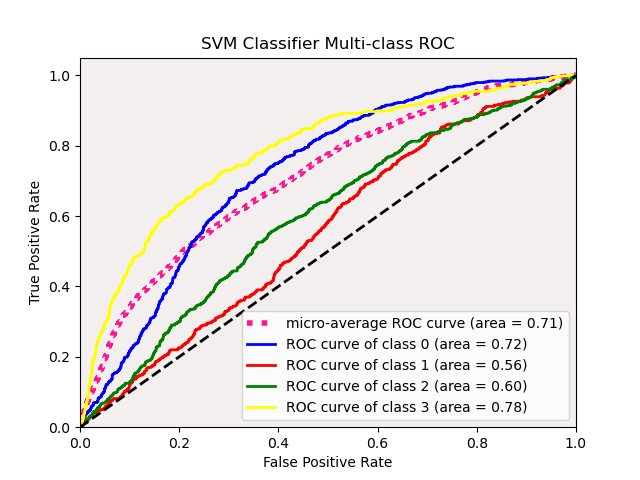 SVM Classifier Multi-class ROC
True Positive Rate
1.0
0.8
0.6
0.4
0.2
0.0
micro-average ROC curve (area = 0.71)
ROC curve of class 0 (area = 0.72)
ROC curve of class 1 (area = 0.56)
ROC curve of class 2 (area = 0.60)
ROC curve of class 3 (area = 0.78)
0.0 0.2 0.4 0.6 0.8 1.0
False Positive Rate